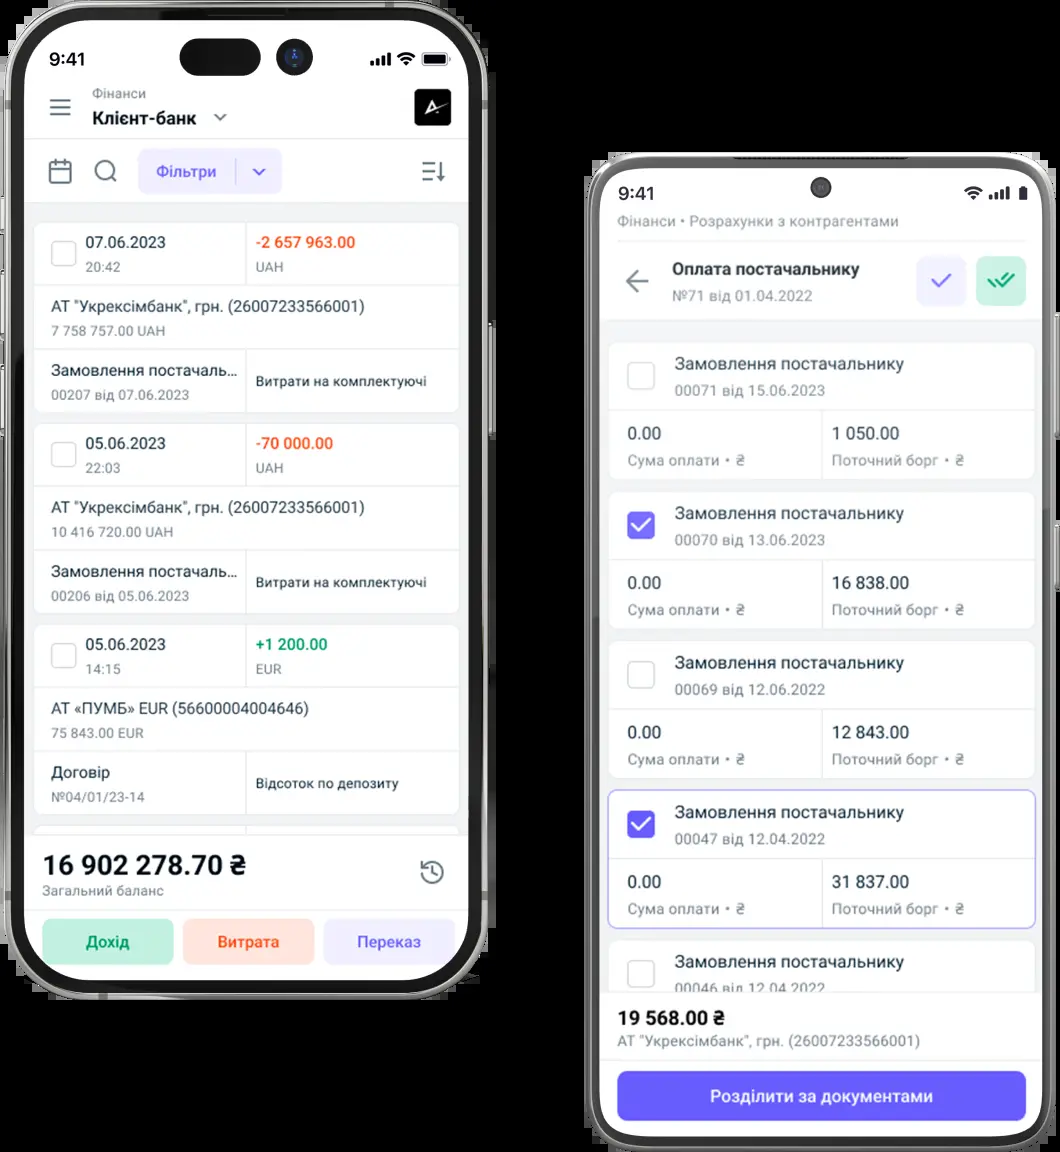 9:41
Фінанси
Клієнт-банк
Фільтри
07.06.2023
-2 657 963.00
20:42
UAH
АТ "Укрексімбанк", грн. (26007233566001)
7 758 757.00 UAH
Замовлення постачаль...
00207 від 07.06.2023
Витрати на комплектуючі
05.06.2023
-70 000.00
22:03
UAH
АТ "Укрексімбанк", грн. (26007233566001)
10 416 720.00 UAH
Замовлення постачаль...
00206 від 05.06.2023
Витрати на комплектуючі
05.06.2023
+1 200.00
14:15
EUR
АТ «ПУМБ» EUR (56600004004646)
75 843.00 EUR
Договір
№04/01/23-14
Відсоток по депозиту
16 902 278.70 ₴
Загальний баланс
Дохід
Витрата
Переказ
9:41
Фінанси • Розрахунки з контрагентами
Оплата постачальнику
№71 від 01.04.2022
Замовлення постачальнику
00071 від 15.06.2023
0.00
1 050.00
Сума оплати • ₴
Поточний борг • ₴
Замовлення постачальнику
00070 від 13.06.2023
0.00
16 838.00
Сума оплати • ₴
Поточний борг • ₴
Замовлення постачальнику
00069 від 12.06.2022
0.00
12 843.00
Сума оплати • ₴
Поточний борг • ₴
Замовлення постачальнику
00047 від 12.04.2022
0.00
31 837.00
Сума оплати • ₴
Поточний борг • ₴
Замовлення постачальнику
00046 від 12.04.2022
19 568.00 ₴
АТ "Укрексімбанк", грн. (26007233566001)
Розділити за документами